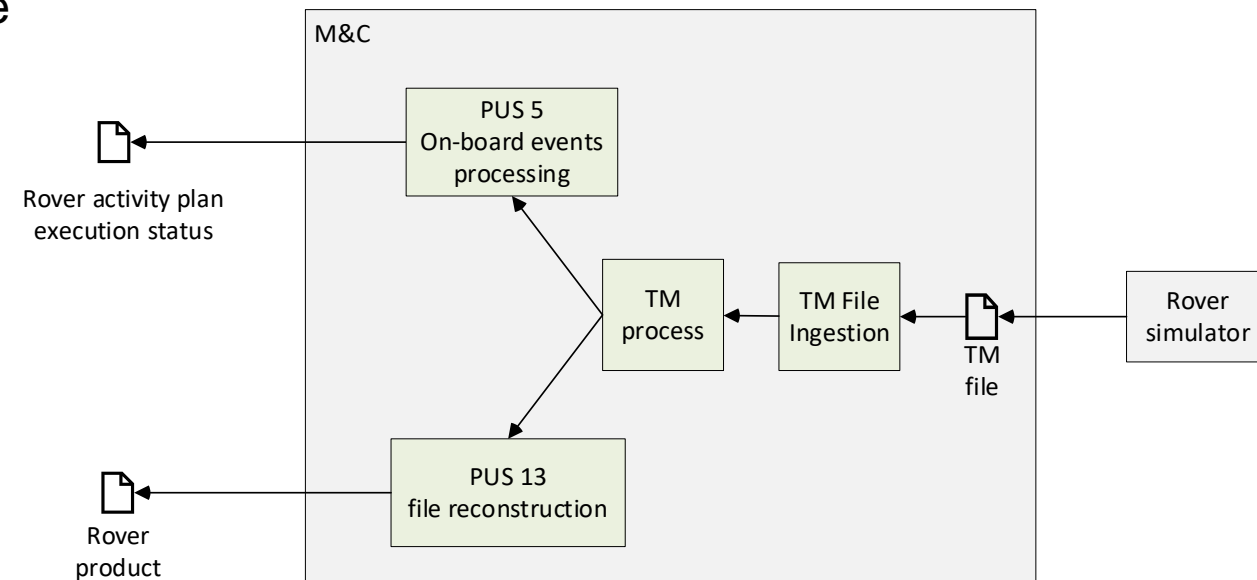 e
M&C
PUS 5
On-board events
processing
Rover activity plan
execution status
TM
process
TM File
Ingestion
TM
file
Rover
simulator
PUS 13
file reconstruction
Rover
product